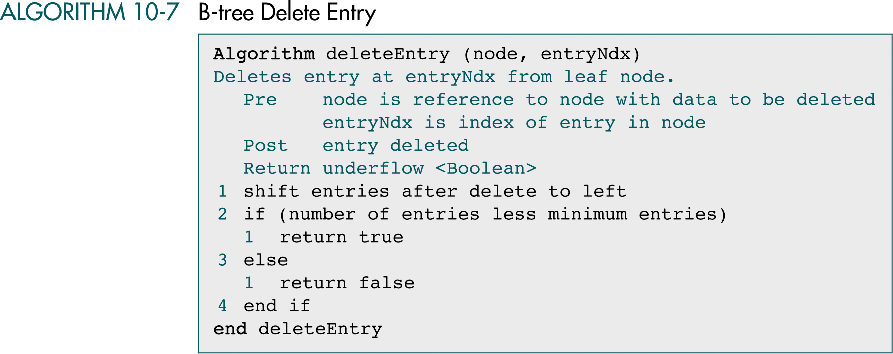 ALGORITHM 10-7 B-tree Delete Entry
Algorithm deleteEntry (node, entryNdx)
Deletes entry at entryNdx from leaf node.
Pre node is reference to node with data to be deleted
entryNdx is index of entry in node
Post entry deleted
Return underflow <Boolean>
1 shift entries after delete to left
2 if (number of entries less minimum entries)
1 return true
3 else
1 return false
4 end if
end deleteEntry